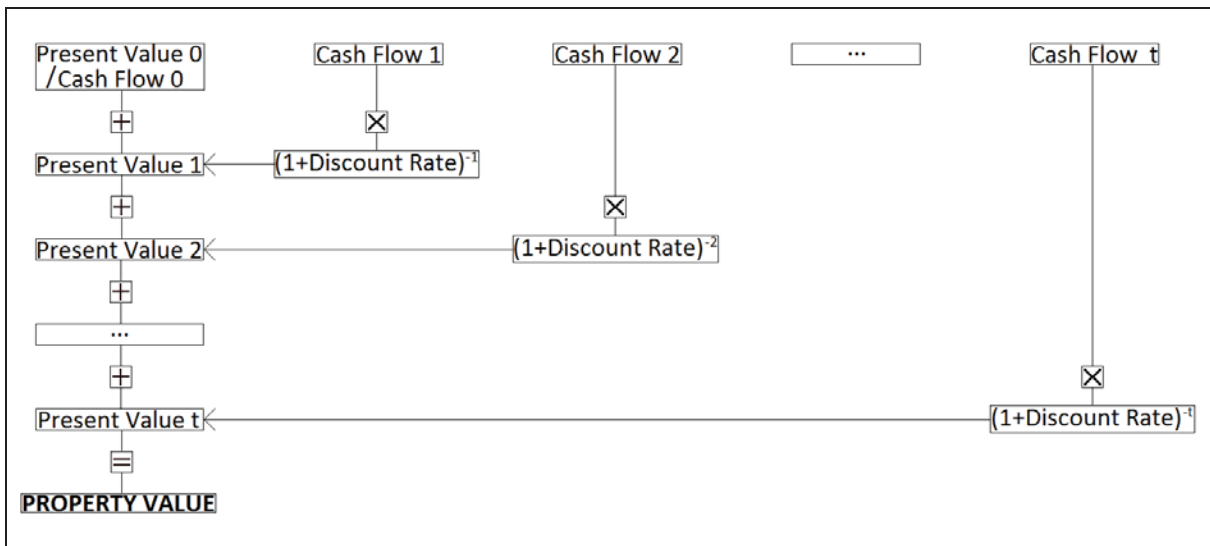 Present Value 0 Cash Flow 1 Cash Flow 2 ... Cash Flow t
/Cash Flow 0
+ ×
Present Value 1 (1+Discount Rate)⁻¹
+ ×
Present Value 2 (1+Discount Rate)⁻²
+
...
+ ×
Present Value t (1+Discount Rate)⁻ᵗ
=
PROPERTY VALUE